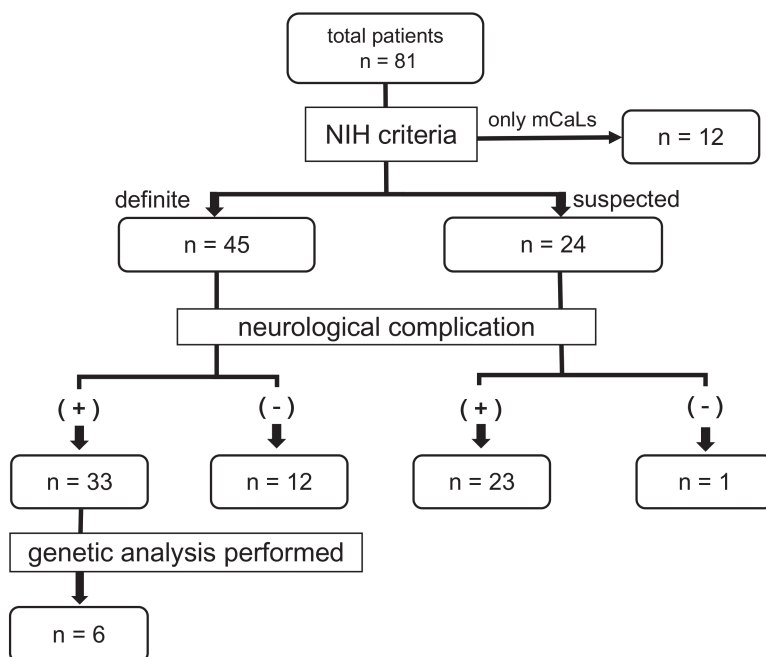 total patients
n = 81
NIH criteria
only mCaLs
n = 12
definite
suspected
n = 45
n = 24
neurological complication
( + )
( - )
( + )
( - )
n = 33
n = 12
n = 23
n = 1
genetic analysis performed
n = 6